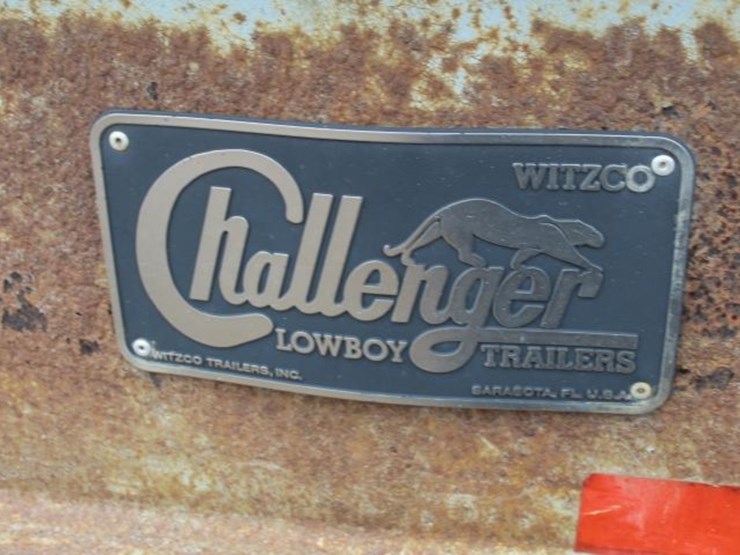 WITZCO
Challenger
LOWBOY TRAILERS
WITZCO TRAILERS, INC.
SARASOTA, FL. U.S.A.